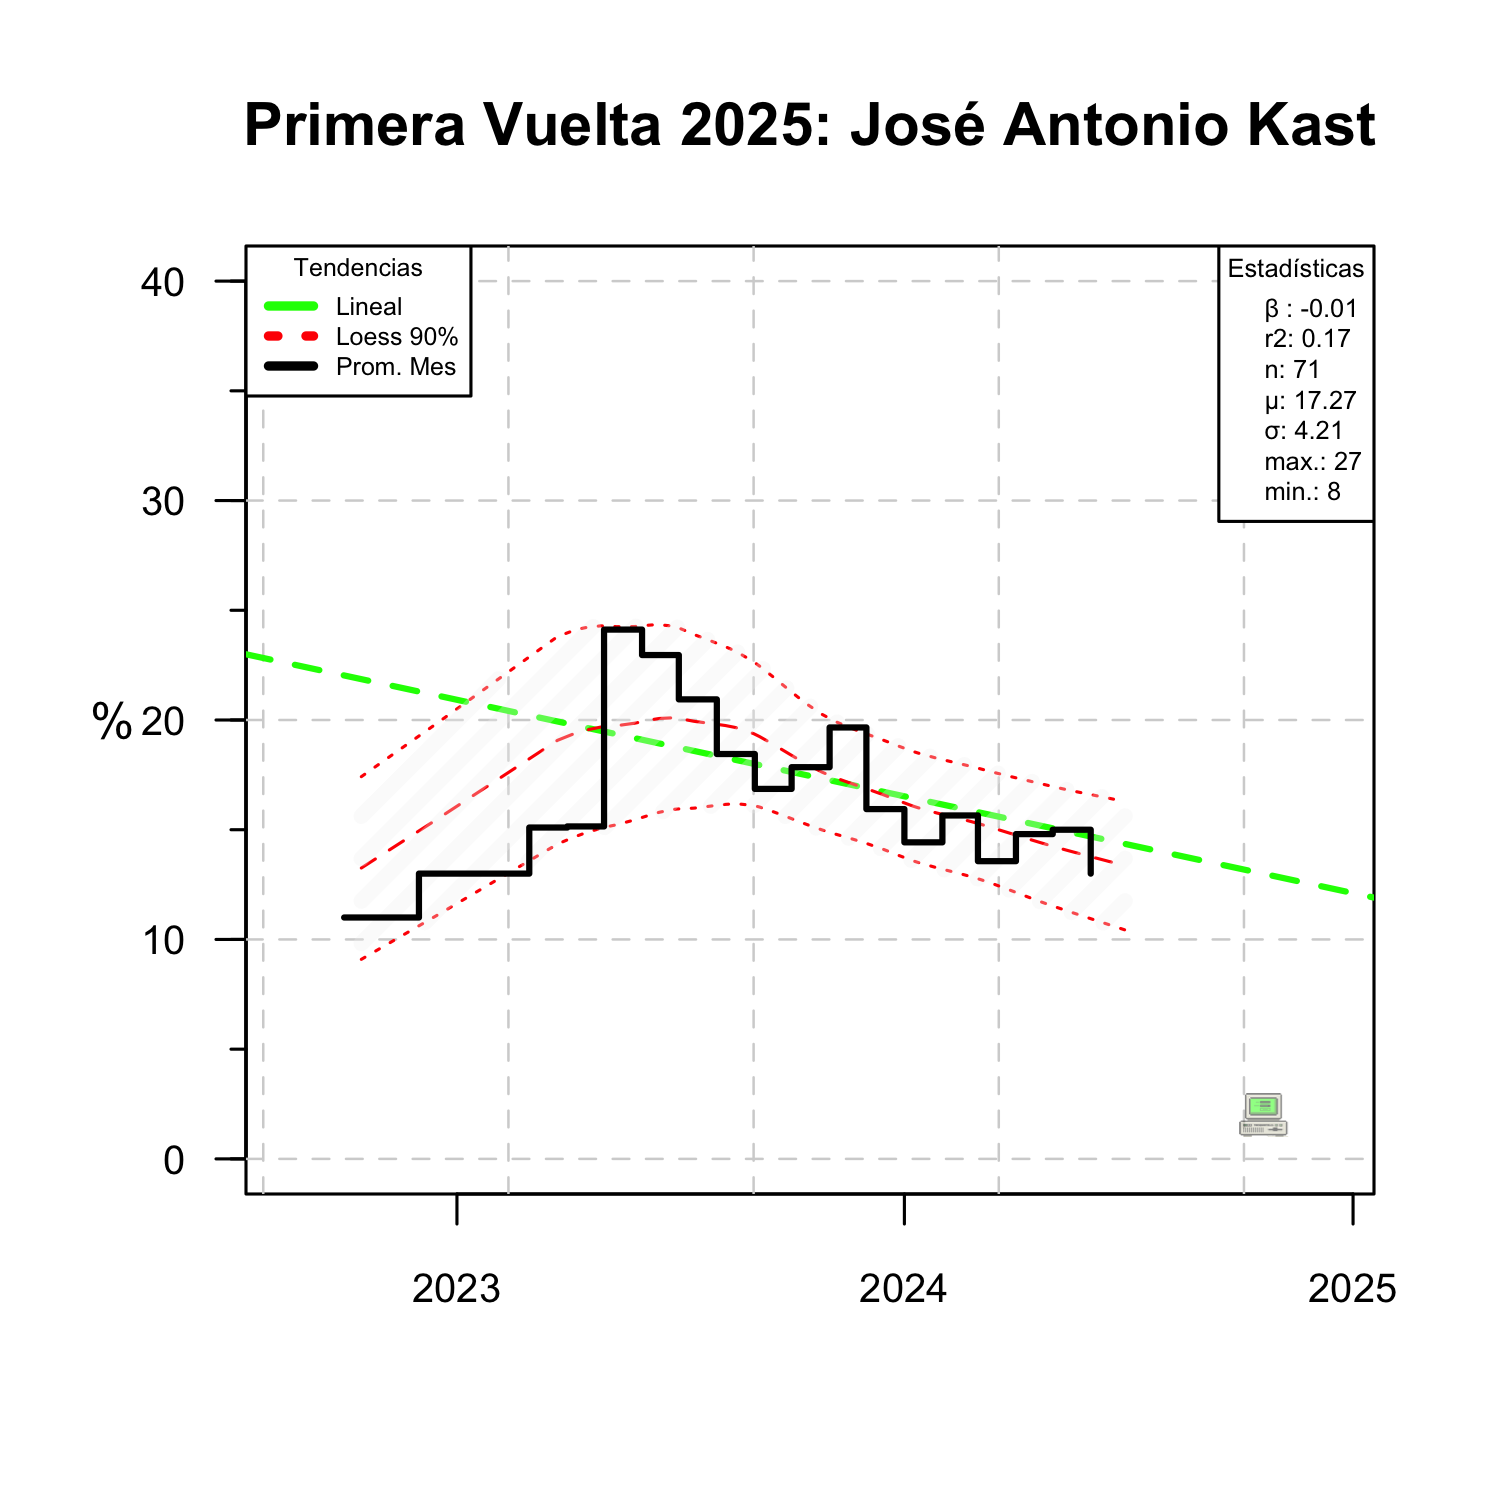 Primera Vuelta 2025: José Antonio Kast
Tendencias
Lineal
Loess 90%
Prom. Mes
Estadísticas
β : -0.01
r2: 0.17
n: 71
µ: 17.27
σ: 4.21
max.: 27
min.: 8
40
30
%
20
10
0
2023
2024
2025